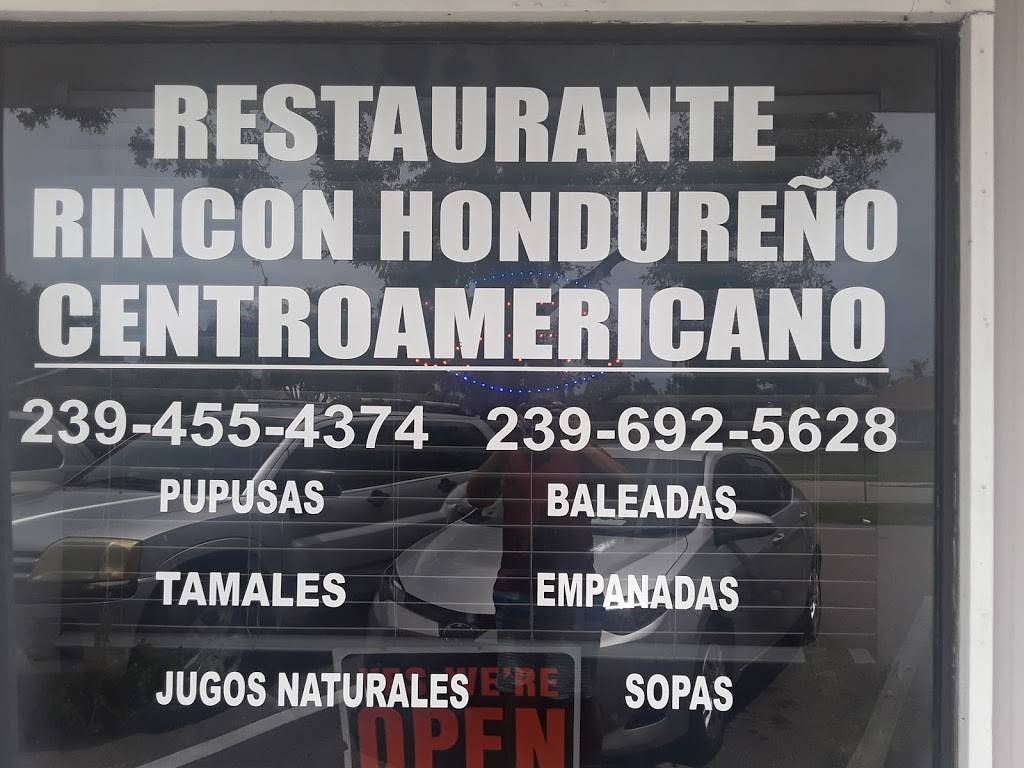 RESTAURANTE
RINCON HONDUREÑO
CENTROAMERICANO
239-455-4374 239-692-5628
PUPUSAS BALEADAS
TAMALES EMPANADAS
JUGOS NATURALES SOPAS
YES WE'RE
OPEN